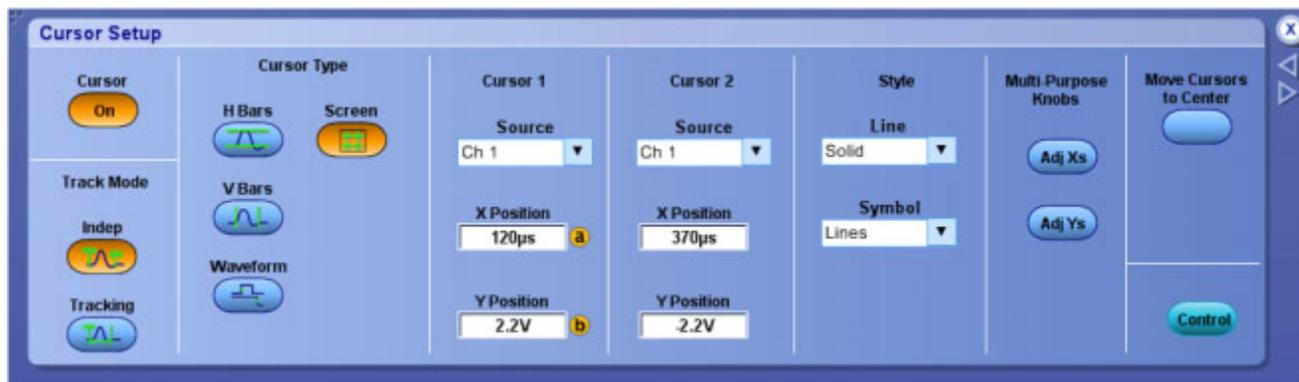 Cursor Setup
X
Cursor
On
Track Mode
Indep
Tracking
Cursor Type
H Bars
Screen
V Bars
Waveform
Cursor 1
Source
Ch 1
X Position
120µs
a
Y Position
2.2V
b
Cursor 2
Source
Ch 1
X Position
370µs
Y Position
-2.2V
Style
Line
Solid
Symbol
Lines
Multi-Purpose
Knobs
Adj Xs
Adj Ys
Move Cursors
to Center
Control